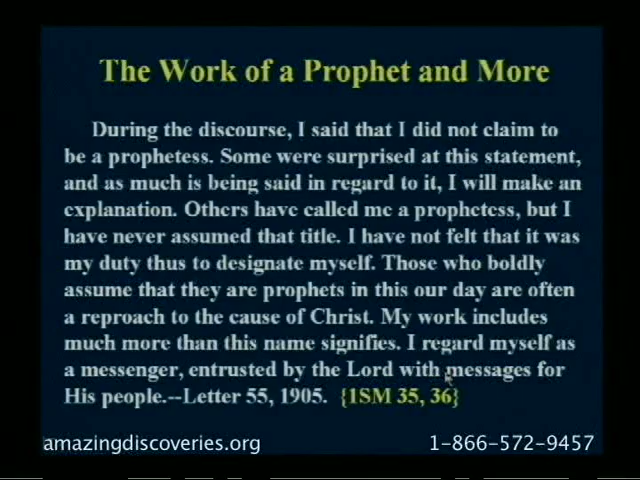 The Work of a Prophet and More
During the discourse, I said that I did not claim to
be a prophetess. Some were surprised at this statement,
and as much is being said in regard to it, I will make an
explanation. Others have called me a prophetess, but I
have never assumed that title. I have not felt that it was
my duty thus to designate myself. Those who boldly
assume that they are prophets in this our day are often
a reproach to the cause of Christ. My work includes
much more than this name signifies. I regard myself as
a messenger, entrusted by the Lord with messages for
His people.--Letter 55, 1905. {1SM 35, 36}
amazingdiscoveries.org 1-866-572-9457